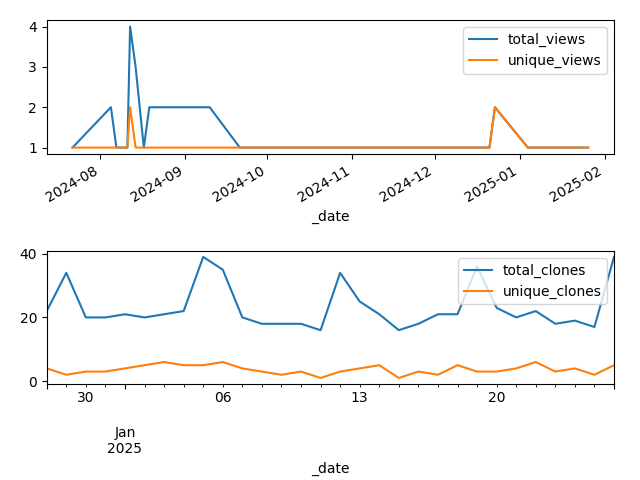 4
3
2
1
total_views
unique_views
2024-08
2024-09
2024-10
2024-11
2024-12
2025-01
2025-02
_date
40
20
0
total_clones
unique_clones
30
06
13
20
Jan
2025
_date